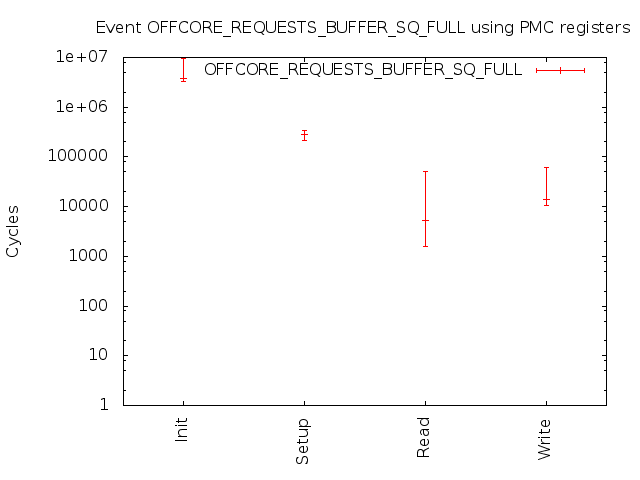 Event OFFCORE_REQUESTS_BUFFER_SQ_FULL using PMC registers
OFFCORE_REQUESTS_BUFFER_SQ_FULL
1e+07
1e+06
100000
10000
1000
100
10
1
Cycles
Init
Setup
Read
Write